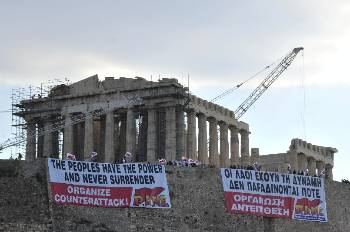 THE PEOPLES HAVE THE POWER
AND NEVER SURRENDER
ORGANIZE
COUNTERATTACK!
ΟΙ ΛΑΟΙ ΕΧΟΥΝ ΤΗ ΔΥΝΑΜΗ
ΔΕΝ ΠΑΡΑΔΙΝΟΝΤΑΙ ΠΟΤΕ
ΟΡΓΑΝΩΣΗ
ΑΝΤΕΠΙΘΕΣΗ